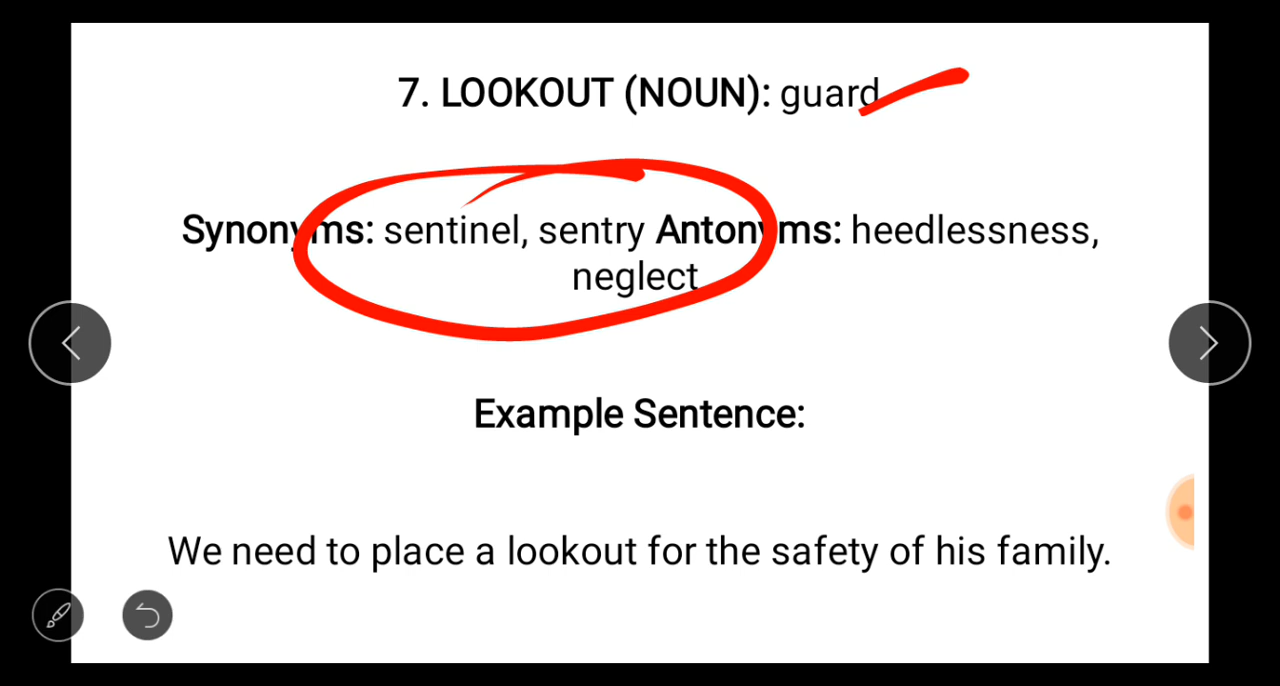 7. LOOKOUT (NOUN): guard
Synonyms: sentinel, sentry Antonyms: heedlessness,
neglect
Example Sentence:
We need to place a lookout for the safety of his family.